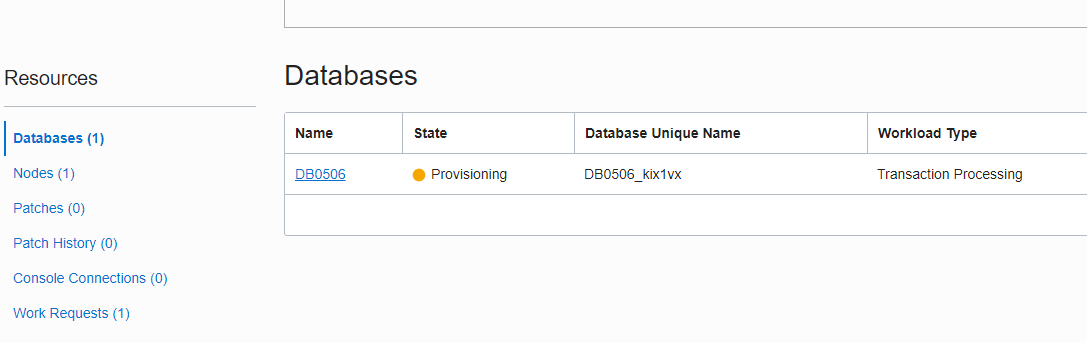 Resources
Databases (1)
Nodes (1)
Patches (0)
Patch History (0)
Console Connections (0)
Work Requests (1)
Databases
Name State Database Unique Name Workload Type
DB0506 Provisioning DB0506_kix1vx Transaction Processing